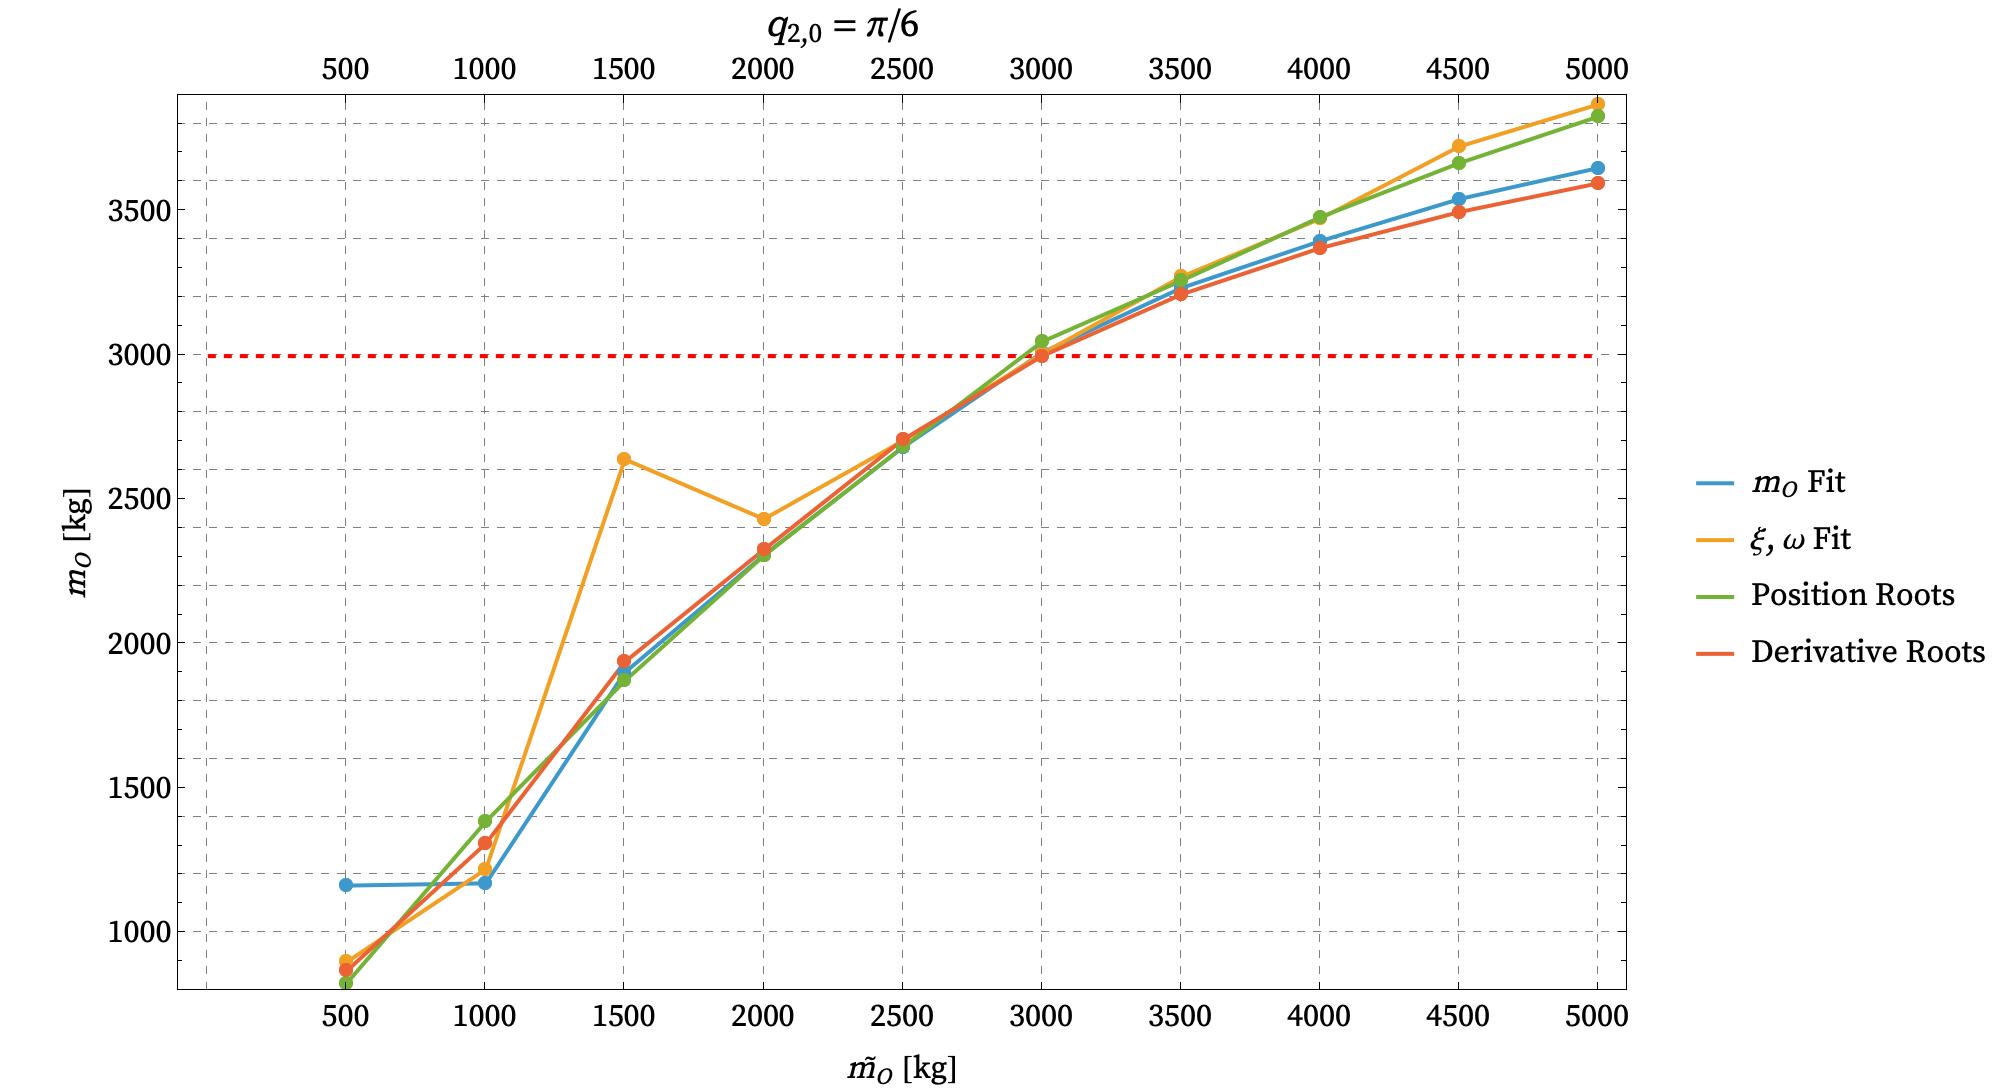 q2,0 = π/6
500 1000 1500 2000 2500 3000 3500 4000 4500 5000
3500
3000
2500
2000
1500
1000
mO [kg]
500 1000 1500 2000 2500 3000 3500 4000 4500 5000
m̃O [kg]
mO Fit
ξ, ω Fit
Position Roots
Derivative Roots